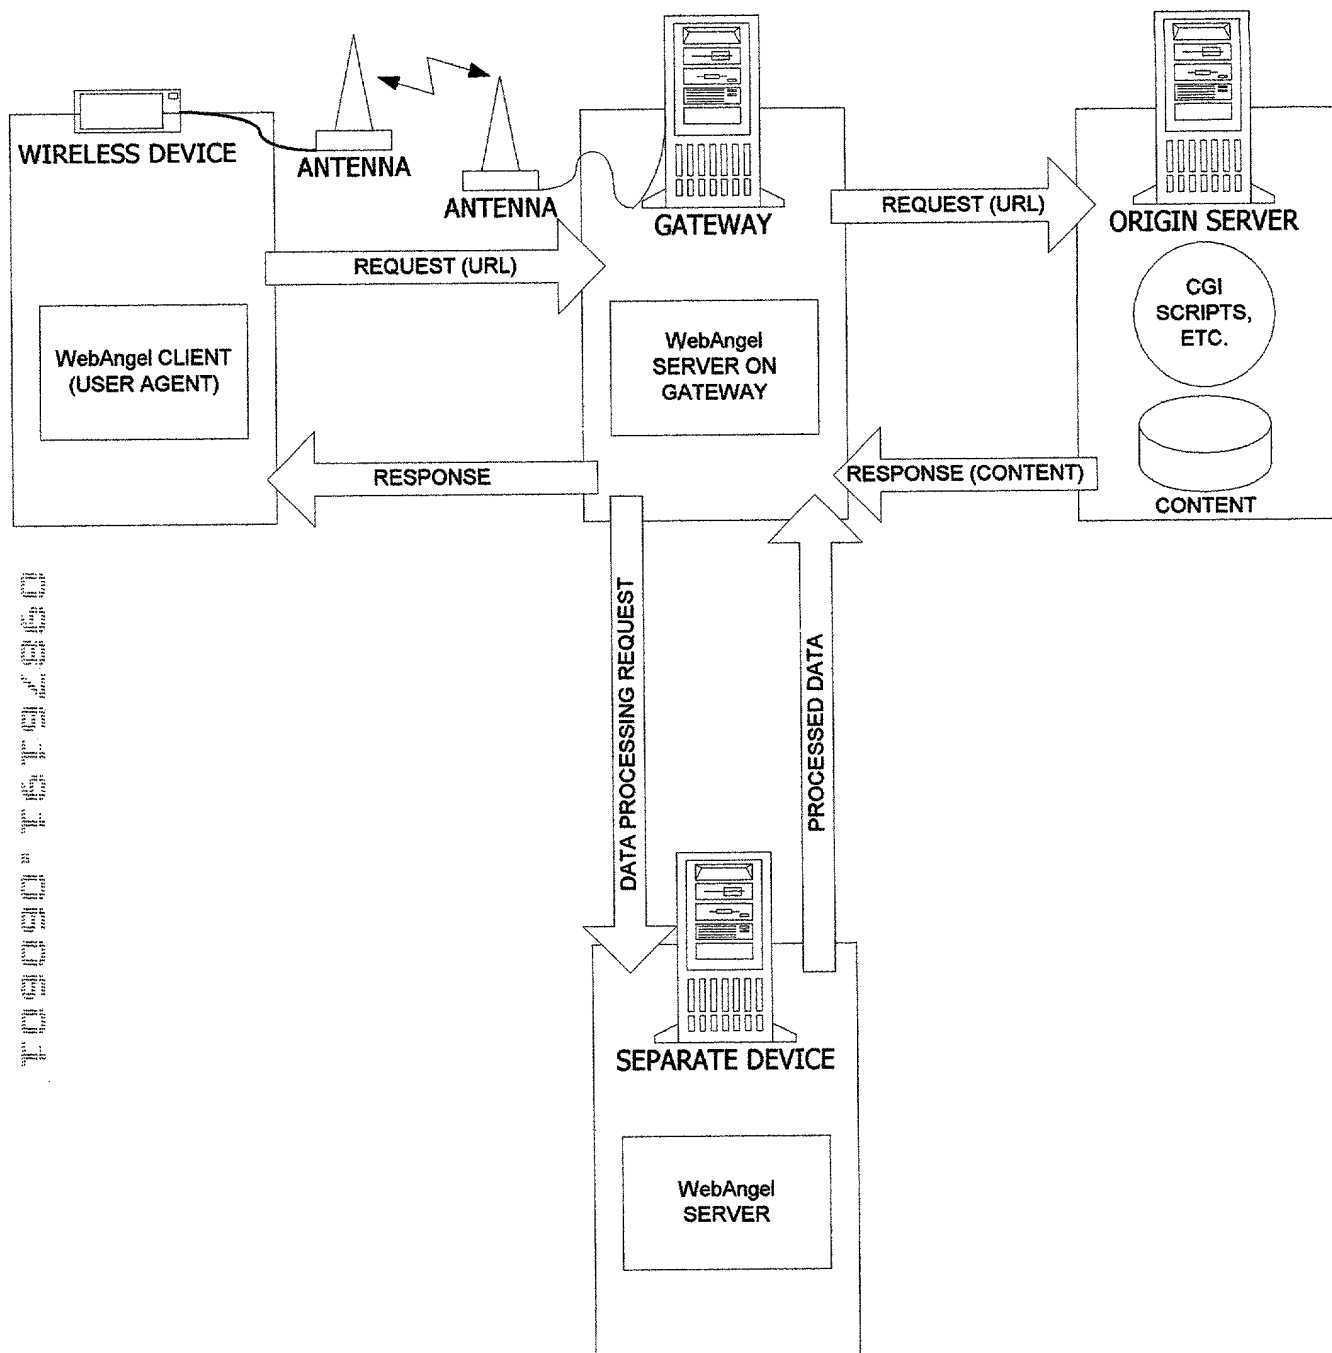 WIRELESS DEVICE
ANTENNA
ANTENNA
GATEWAY
ORIGIN SERVER
REQUEST (URL)
REQUEST (URL)
WebAngel CLIENT
(USER AGENT)
WebAngel
SERVER ON
GATEWAY
CGI
SCRIPTS,
ETC.
RESPONSE
RESPONSE (CONTENT)
CONTENT
DATA PROCESSING REQUEST
PROCESSED DATA
SEPARATE DEVICE
WebAngel
SERVER